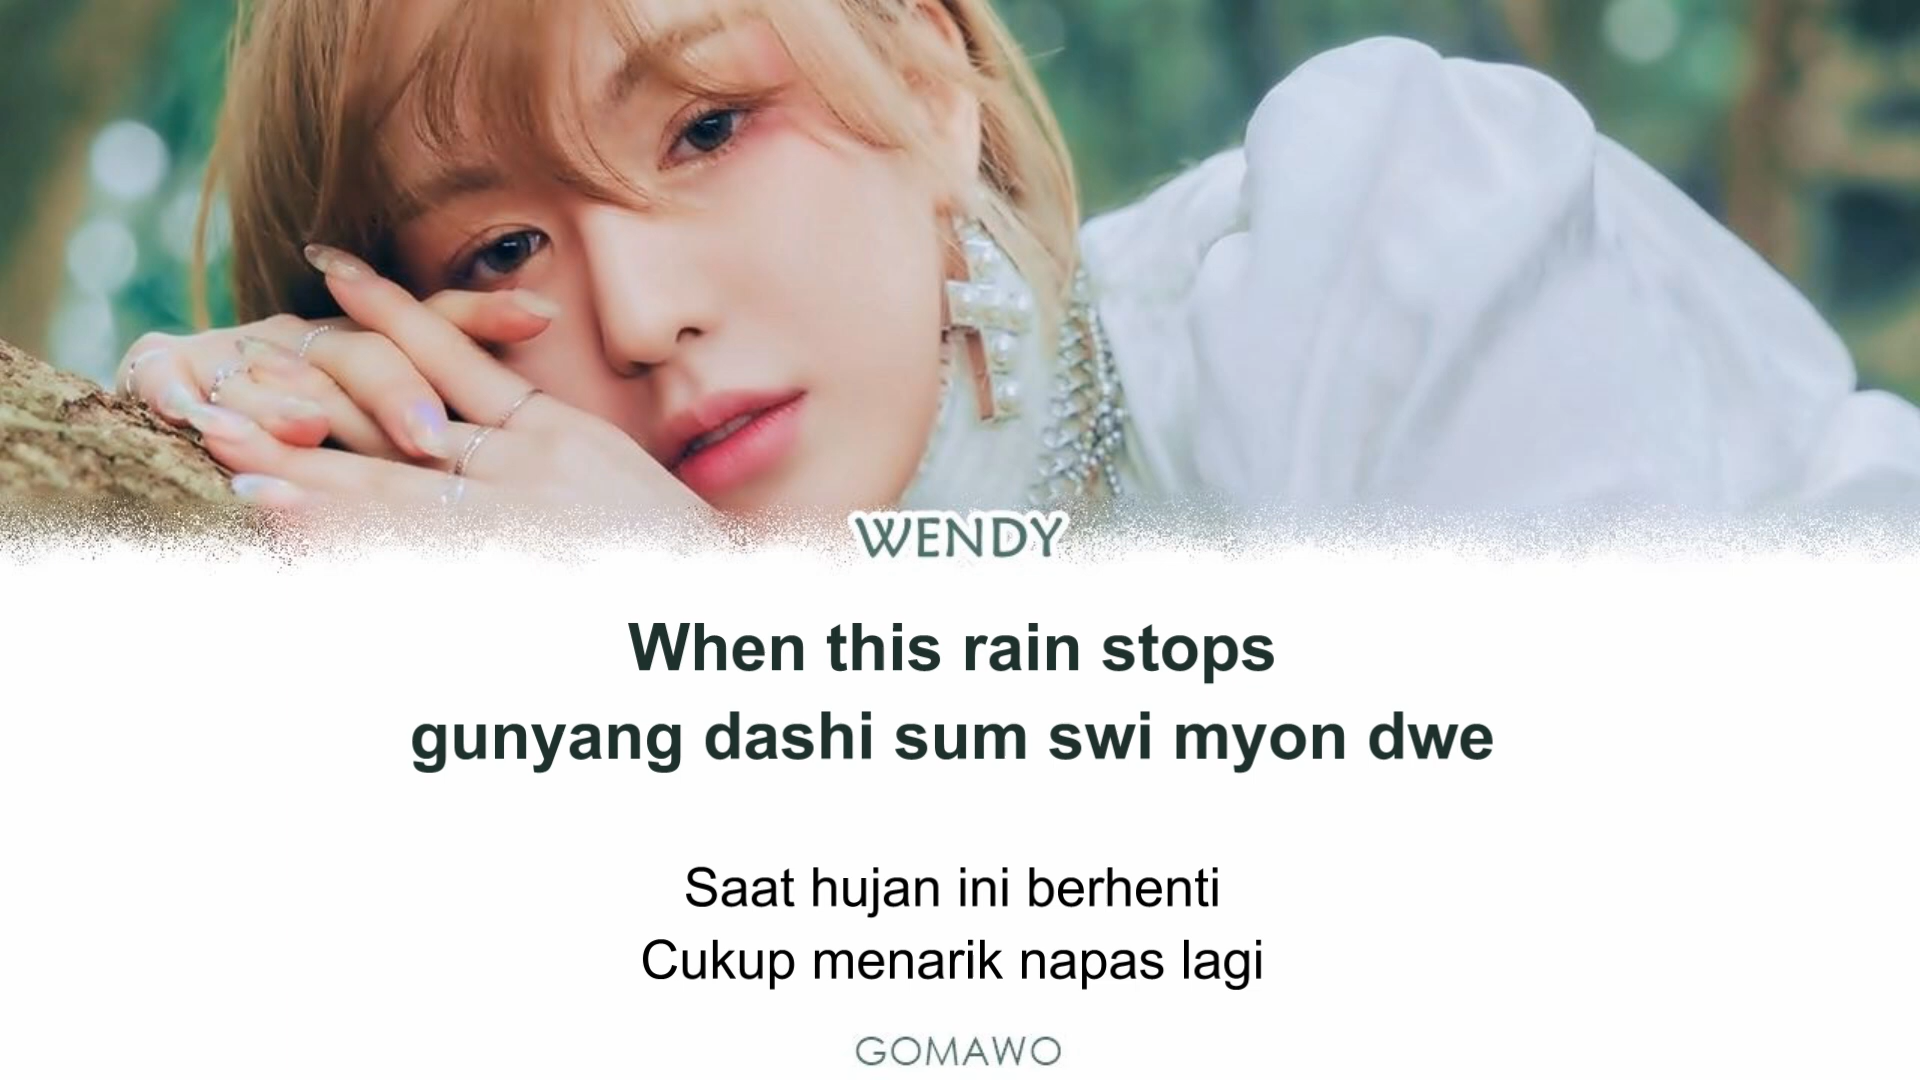 WENDY
When this rain stops
gunyang dashi sum swi myon dwe
Saat hujan ini berhenti
Cukup menarik napas lagi
GOMAWO